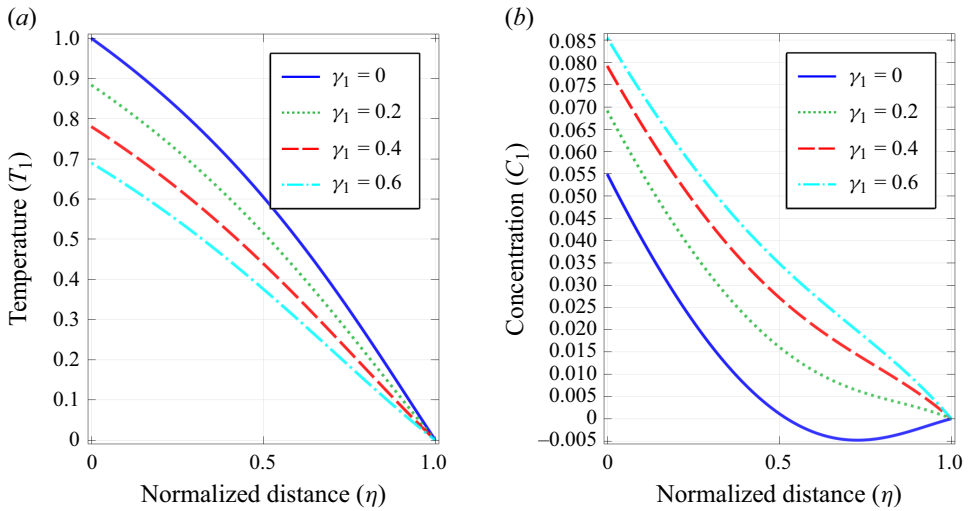 (a)
1.0
0.9
0.8
0.7
0.6
0.5
0.4
0.3
0.2
0.1
0
Temperature (T₁)
γ₁ = 0
γ₁ = 0.2
γ₁ = 0.4
γ₁ = 0.6
0 0.5 1.0
Normalized distance (η)
(b)
0.085
0.080
0.075
0.070
0.065
0.060
0.055
0.050
0.045
0.040
0.035
0.030
0.025
0.020
0.015
0.010
0.005
0
–0.005
Concentration (C₁)
γ₁ = 0
γ₁ = 0.2
γ₁ = 0.4
γ₁ = 0.6
0 0.5 1.0
Normalized distance (η)